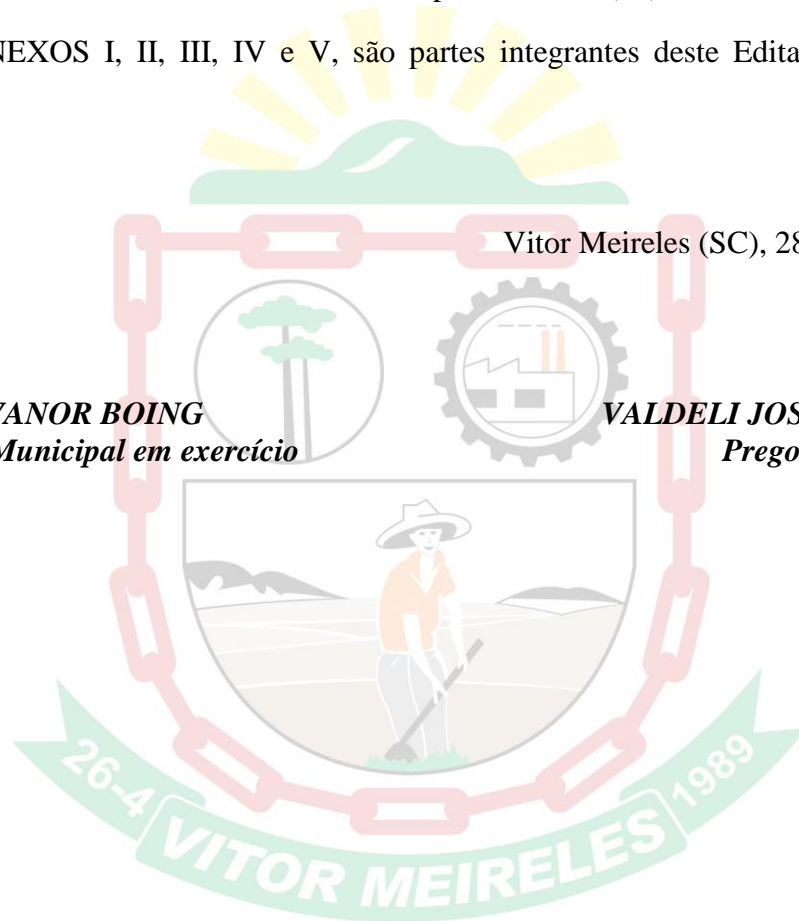 NEXOS I, II, III, IV e V, são partes integrantes deste Edita
Vitor Meireles (SC), 28
VANOR BOING
VALDELI JOS
Municipal em exercício
Prego
26-4 VITOR MEIRELES 1989